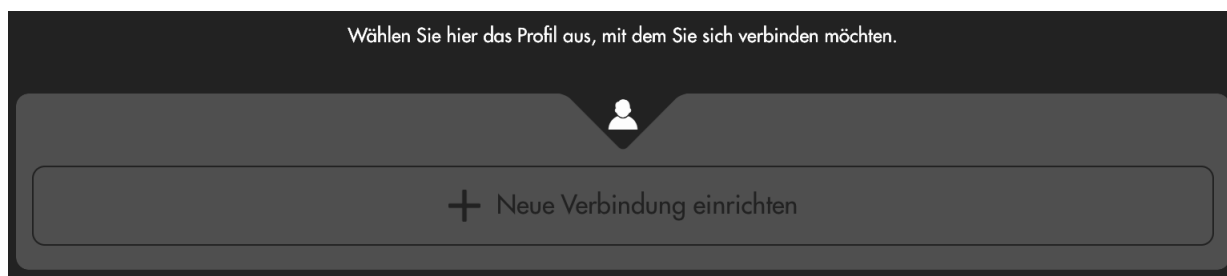 Wählen Sie hier das Profil aus, mit dem Sie sich verbinden möchten.
+ Neue Verbindung einrichten